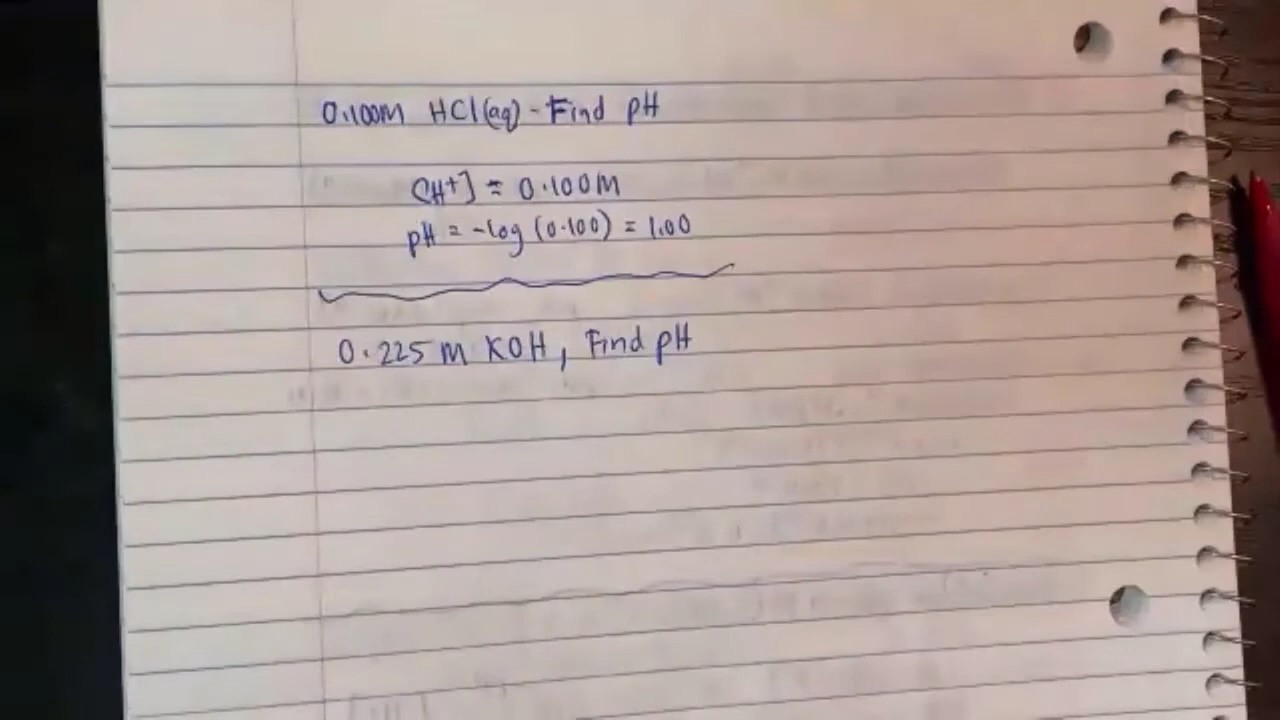 0.100M HCl(aq) - Find pH
[H+] = 0.100M
pH = -log (0.100) = 1.00
0.225 M KOH, Find pH